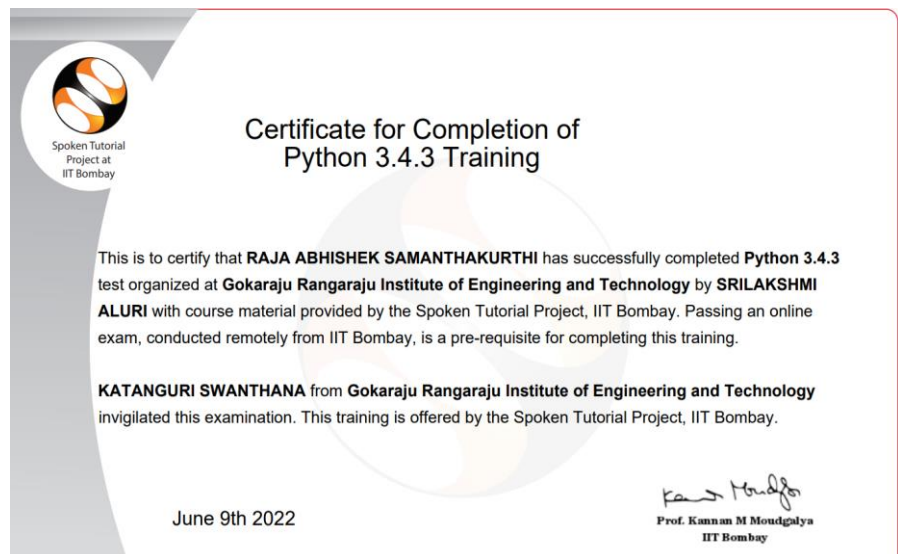 Spoken Tutorial
Project at
IIT Bombay
Certificate for Completion of
Python 3.4.3 Training
This is to certify that RAJA ABHISHEK SAMANTHAKURTHI has successfully completed Python 3.4.3
test organized at Gokaraju Rangaraju Institute of Engineering and Technology by SRILAKSHMI
ALURI with course material provided by the Spoken Tutorial Project, IIT Bombay. Passing an online
exam, conducted remotely from IIT Bombay, is a pre-requisite for completing this training.
KATANGURI SWANTHANA from Gokaraju Rangaraju Institute of Engineering and Technology
invigilated this examination. This training is offered by the Spoken Tutorial Project, IIT Bombay.
June 9th 2022
Prof. Kannan M Moudgalya
IIT Bombay